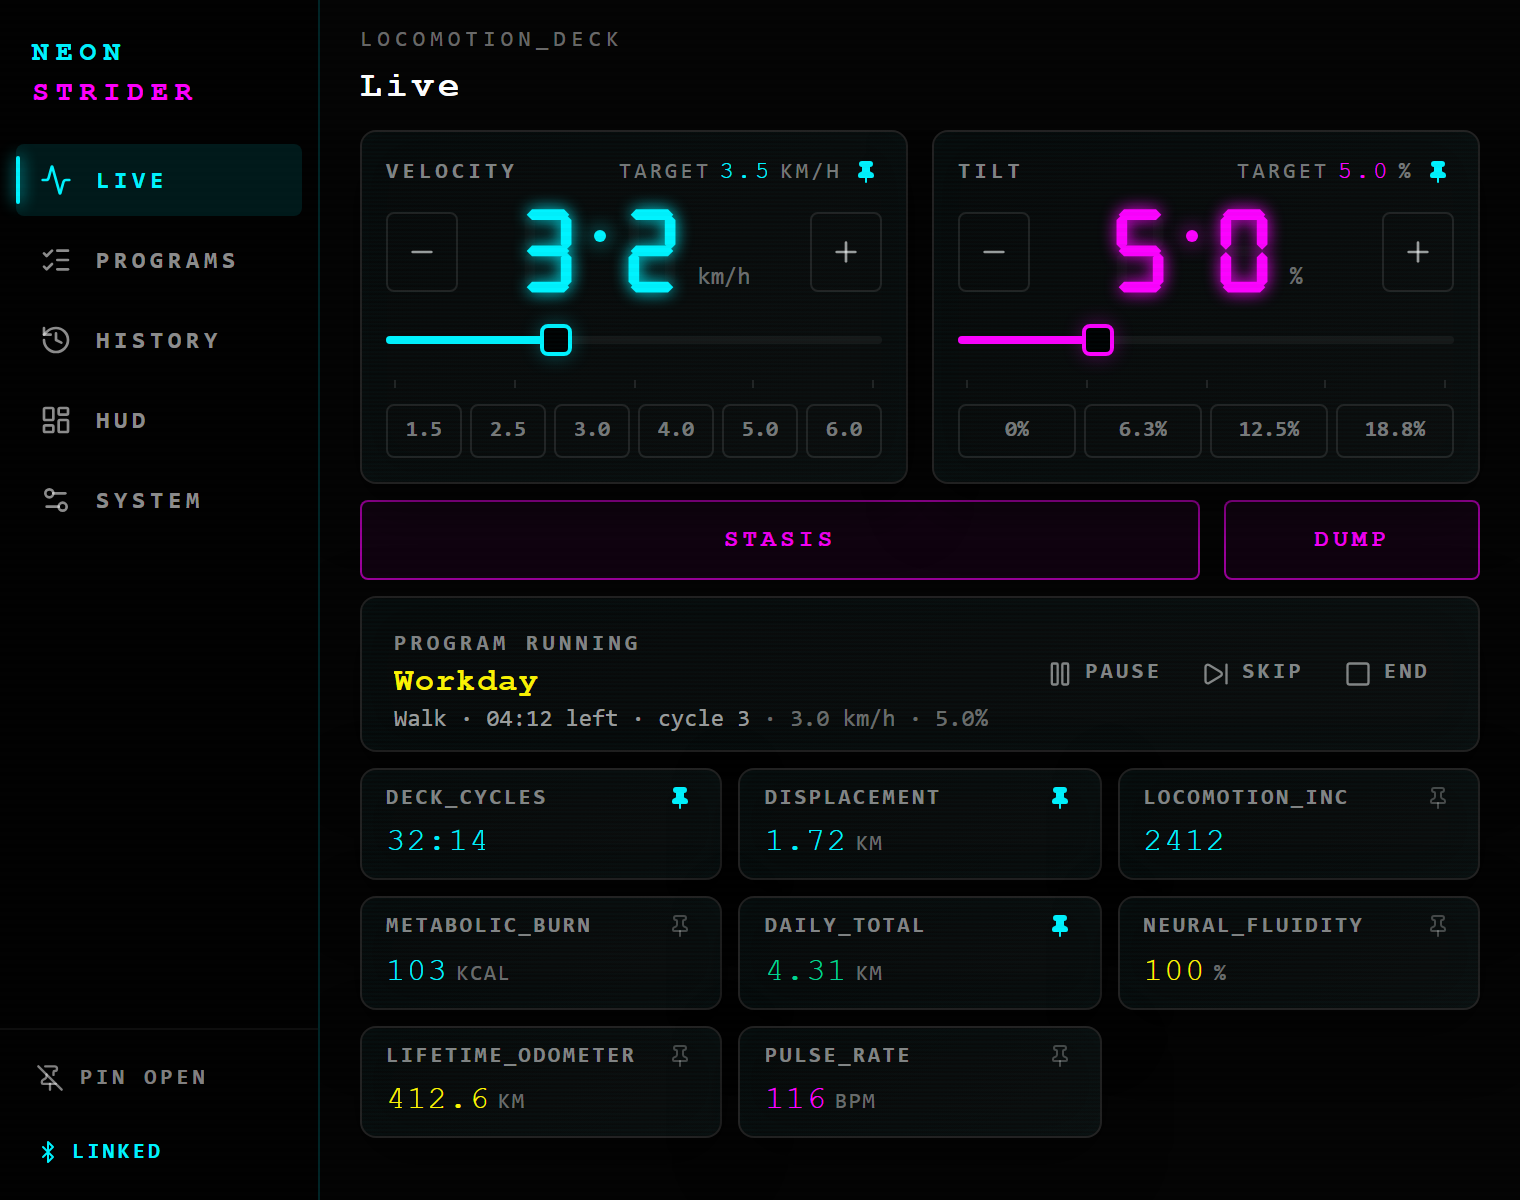 NEON
STRIDER
LIVE
PROGRAMS
HISTORY
HUD
SYSTEM
PIN OPEN
LINKED
LOCOMOTION_DECK
Live
VELOCITY TARGET 3.5 KM/H
3.2 km/h
1.5 2.5 3.0 4.0 5.0 6.0
TILT TARGET 5.0 %
5.0 %
0% 6.3% 12.5% 18.8%
STASIS
DUMP
PROGRAM RUNNING
Workday
Walk · 04:12 left · cycle 3 · 3.0 km/h · 5.0%
PAUSE SKIP END
DECK_CYCLES
32:14
DISPLACEMENT
1.72 KM
LOCOMOTION_INC
2412
METABOLIC_BURN
103 KCAL
DAILY_TOTAL
4.31 KM
NEURAL_FLUIDITY
100 %
LIFETIME_ODOMETER
412.6 KM
PULSE_RATE
116 BPM